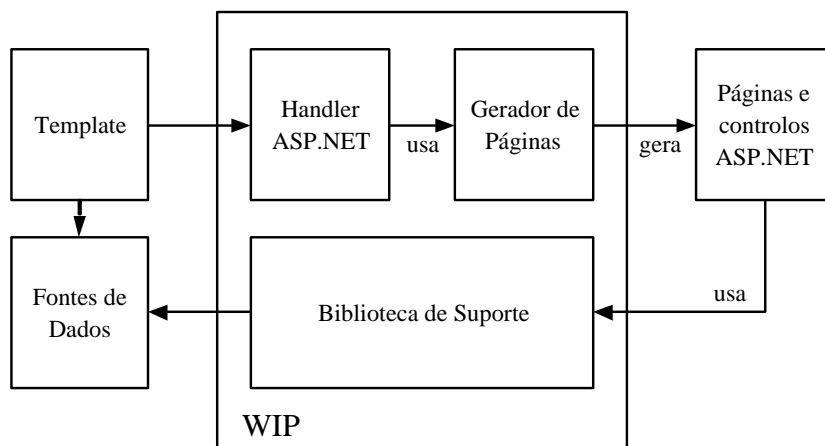 Template
Handler
ASP.NET
usa
Gerador de
Páginas
gera
Páginas e
controlos
ASP.NET
Fontes de
Dados
Biblioteca de Suporte
usa
WIP